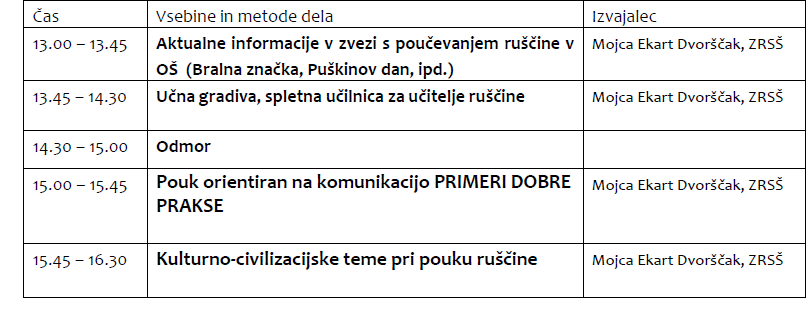 Čas Vsebine in metode dela Izvajalec
13.00 – 13.45 Aktualne informacije v zvezi s poučevanjem ruščine v Mojca Ekart Dvorščak, ZRSŠ
OŠ (Bralna značka, Puškinov dan, ipd.)
13.45 – 14.30 Učna gradiva, spletna učilnica za učitelje ruščine Mojca Ekart Dvorščak, ZRSŠ
14.30 – 15.00 Odmor
15.00 – 15.45 Pouk orientiran na komunikacijo PRIMERI DOBRE Mojca Ekart Dvorščak, ZRSŠ
PRAKSE
15.45 – 16.30 Kulturno-civilizacijske teme pri pouku ruščine Mojca Ekart Dvorščak, ZRSŠ